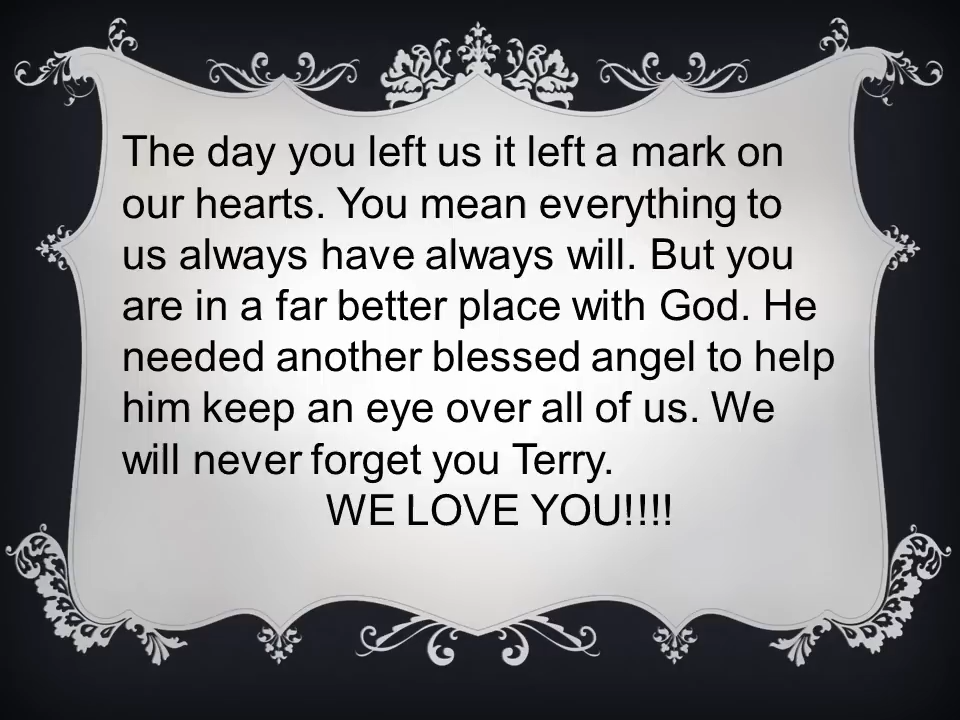 The day you left us it left a mark on
our hearts. You mean everything to
us always have always will. But you
are in a far better place with God. He
needed another blessed angel to help
him keep an eye over all of us. We
will never forget you Terry.
WE LOVE YOU!!!!